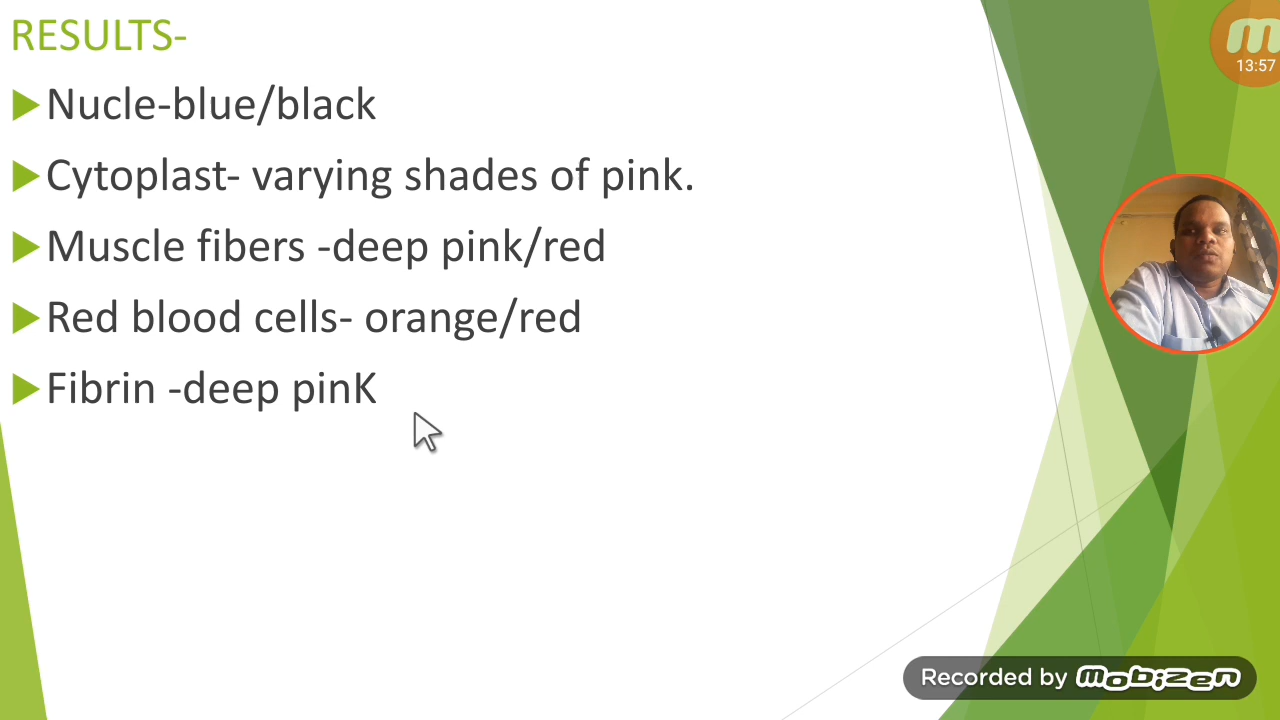 RESULTS-
Nucle-blue/black
Cytoplast- varying shades of pink.
Muscle fibers -deep pink/red
Red blood cells- orange/red
Fibrin -deep pinK
m
13:57
Recorded by mobizen